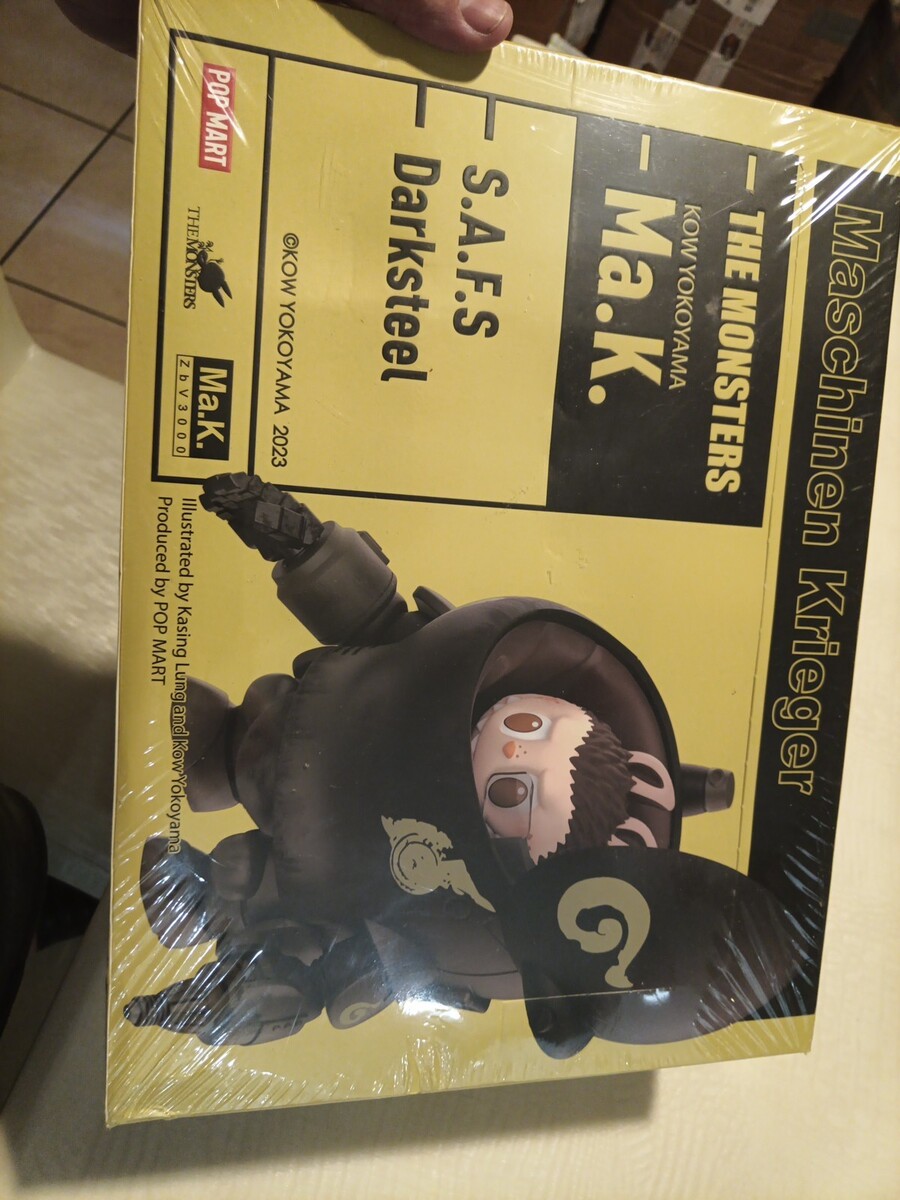 Maschinen Krieger
THE MONSTERS
KOW YOKOYAMA
Ma.K.
S.A.F.S
Darksteel
©KOW YOKOYAMA 2023
POP MART
THE MONSTERS
Ma.K.
ZbV3000
Illustrated by Kasing Lung and Kow Yokoyama
Produced by POP MART